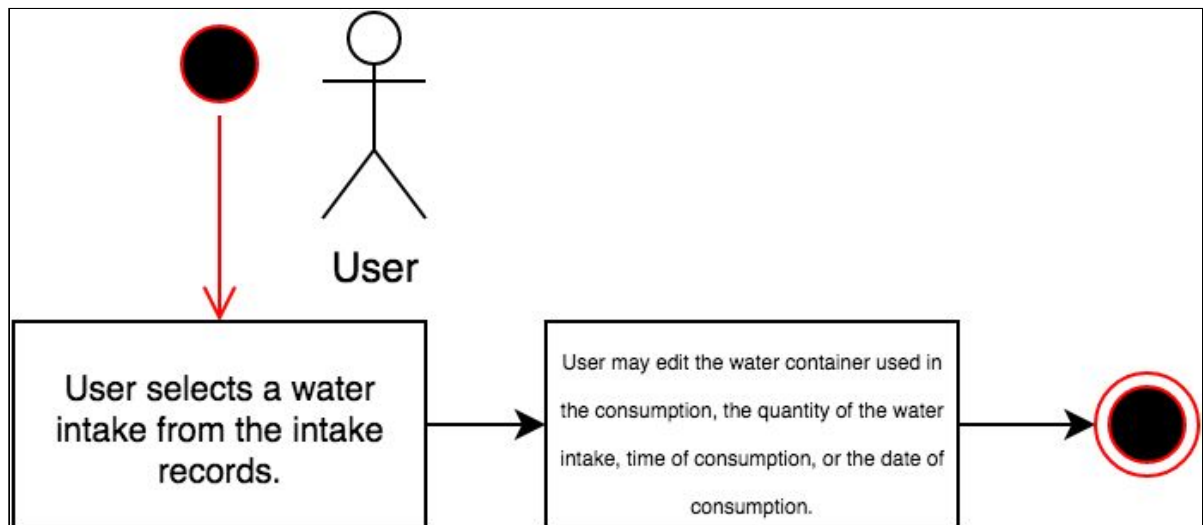 User
User selects a water
intake from the intake
records.
User may edit the water container used in
the consumption, the quantity of the water
intake, time of consumption, or the date of
consumption.